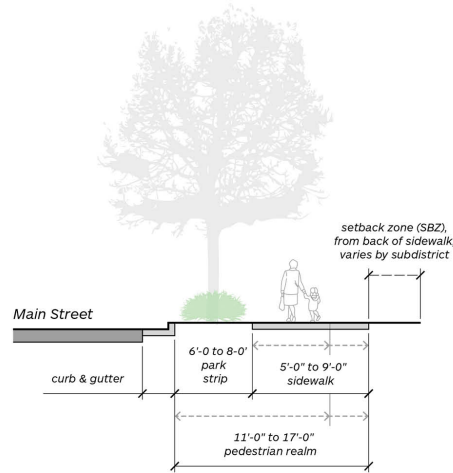 setback zone (SBZ),
from back of sidewalk,
varies by subdistrict
Main Street
6'-0 to 8-0'
park
strip
5'-0" to 9'-0"
sidewalk
curb & gutter
11'-0" to 17'-0"
pedestrian realm